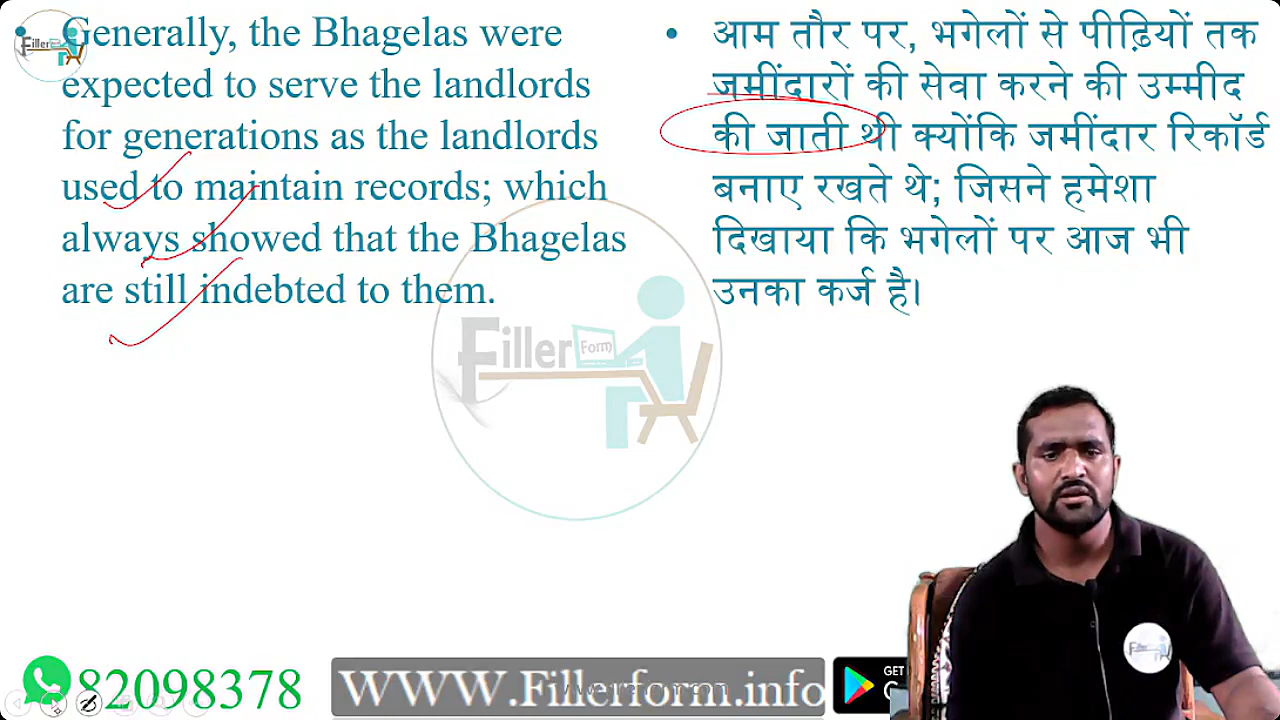 Generally, the Bhagelas were
expected to serve the landlords
for generations as the landlords
used to maintain records; which
always showed that the Bhagelas
are still indebted to them.
आम तौर पर, भगेलों से पीढ़ियों तक
जमींदारों की सेवा करने की उम्मीद
की जाती थी क्योंकि जमींदार रिकॉर्ड
बनाए रखते थे; जिसने हमेशा
दिखाया कि भगेलों पर आज भी
उनका कर्ज है।
Filler Form
82098378
www.Fillerform.info
GET